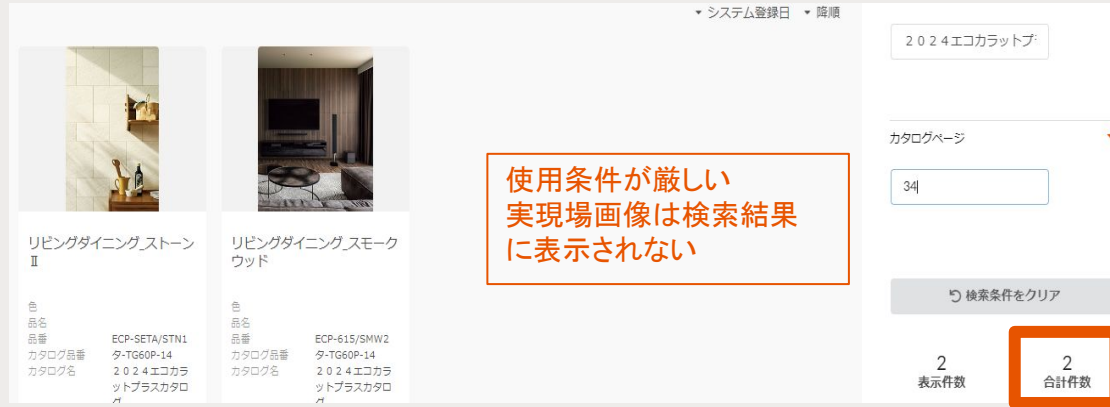 ▼ システム登録日 ▼ 降順
２０２４エコカラットプ
カタログページ
34
使用条件が厳しい
実現場画像は検索結果
に表示されない
リビングダイニング_ストーン
Ⅱ
色
品名
品番 ECP-SETA/STN1
カタログ品番 タ-TG60P-14
カタログ名 ２０２４エコカラ
ットプラスカタロ
グ
リビングダイニング_スモーク
ウッド
色
品名
品番 ECP-615/SMW2
カタログ品番 タ-TG60P-14
カタログ名 ２０２４エコカラ
ットプラスカタロ
グ
検索条件をクリア
2
表示件数
2
合計件数